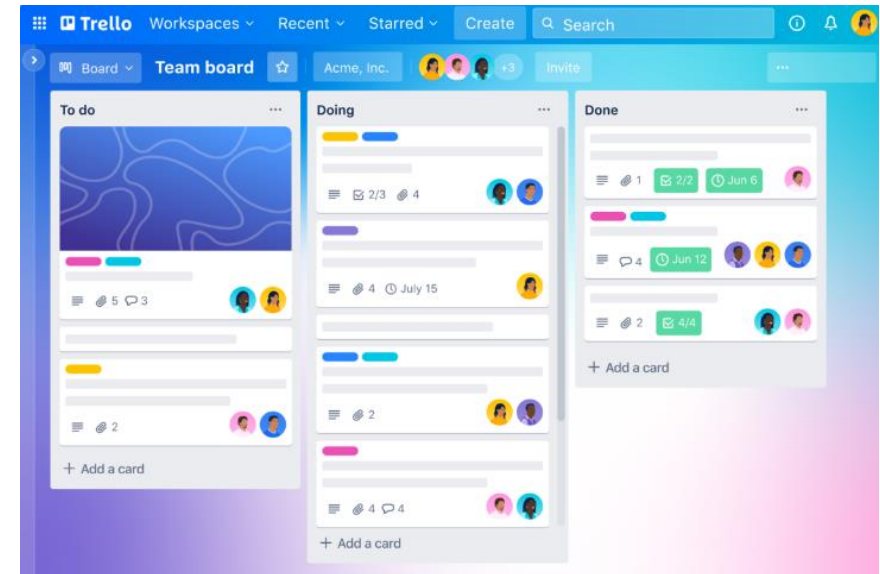 Trello Workspaces Recent Starred Create Search
Board Team board Acme, Inc. +3 Invite
To do
5 3
2
+ Add a card
Doing
2/3 4
4 July 15
2
4 4
+ Add a card
Done
1 2/2 Jun 6
4 Jun 12
2 4/4
+ Add a card